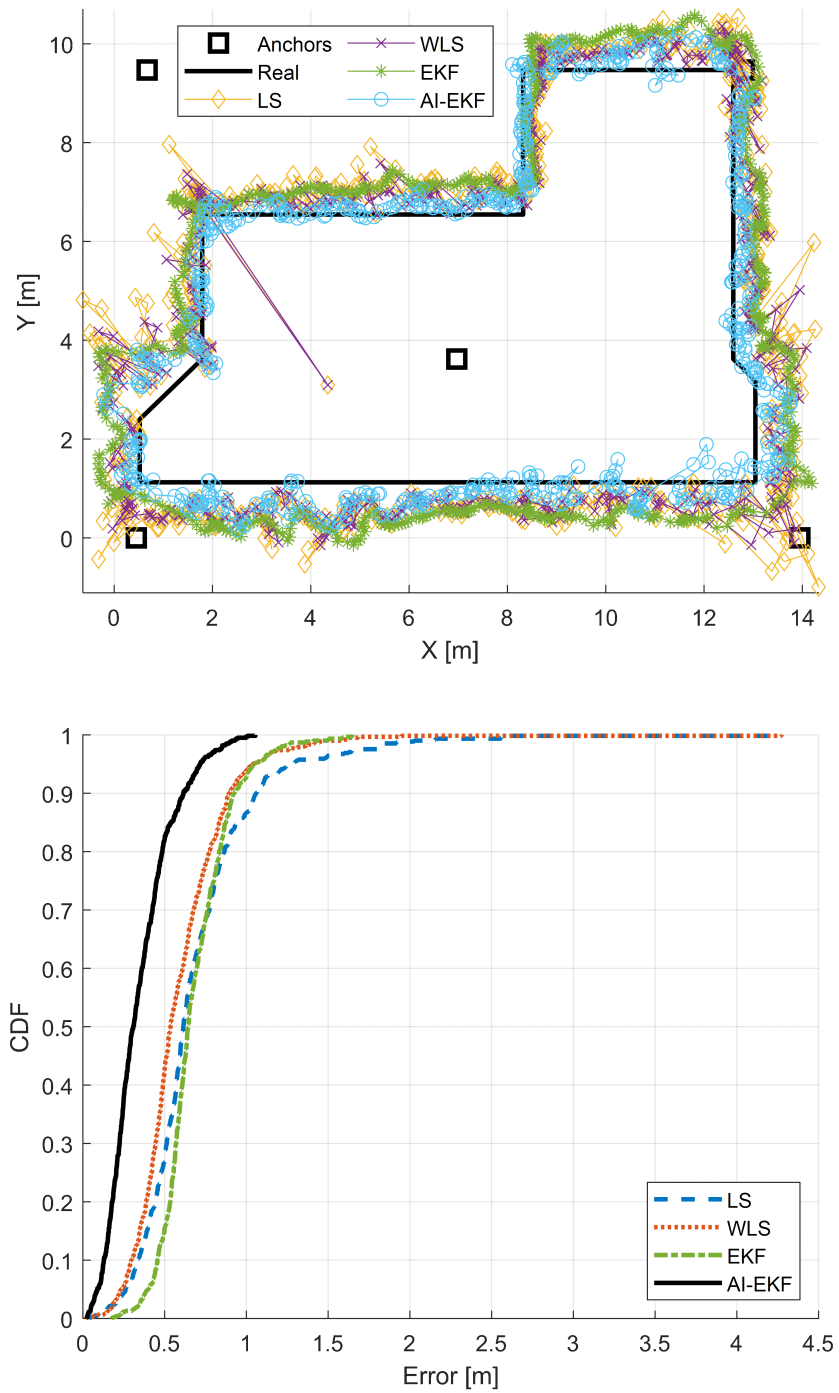 10
8
6
4
2
0
Y [m]
Anchors
Real
LS
WLS
EKF
AI-EKF
0 2 4 6 8 10 12 14
X [m]
1
0.9
0.8
0.7
0.6
0.5
0.4
0.3
0.2
0.1
0
CDF
LS
WLS
EKF
AI-EKF
0 0.5 1 1.5 2 2.5 3 3.5 4 4.5
Error [m]